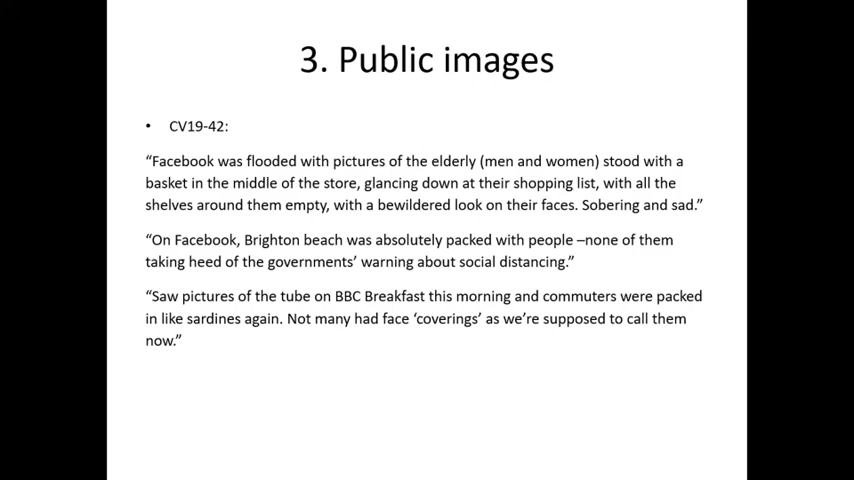 3. Public images
• CV19-42:
“Facebook was flooded with pictures of the elderly (men and women) stood with a
basket in the middle of the store, glancing down at their shopping list, with all the
shelves around them empty, with a bewildered look on their faces. Sobering and sad.”
“On Facebook, Brighton beach was absolutely packed with people –none of them
taking heed of the governments’ warning about social distancing.”
“Saw pictures of the tube on BBC Breakfast this morning and commuters were packed
in like sardines again. Not many had face ‘coverings’ as we’re supposed to call them
now.”